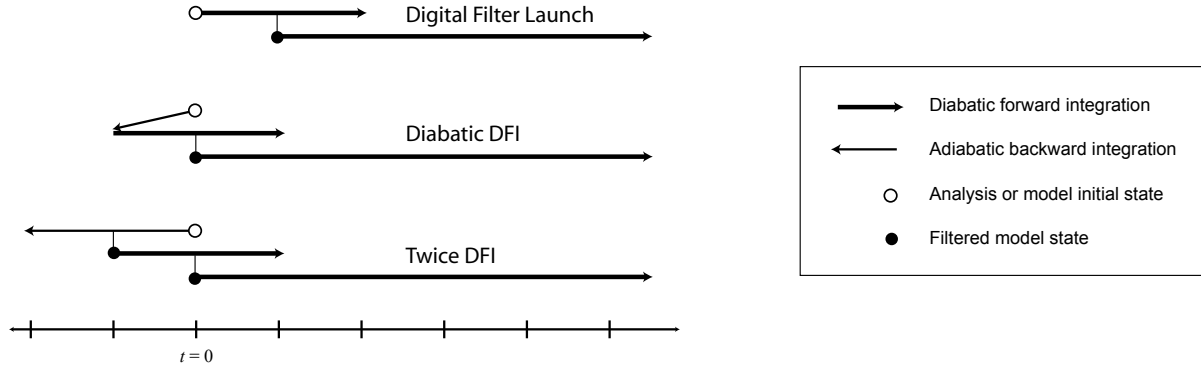 Digital Filter Launch
Diabatic DFI
Twice DFI
t = 0
Diabatic forward integration
Adiabatic backward integration
Analysis or model initial state
Filtered model state